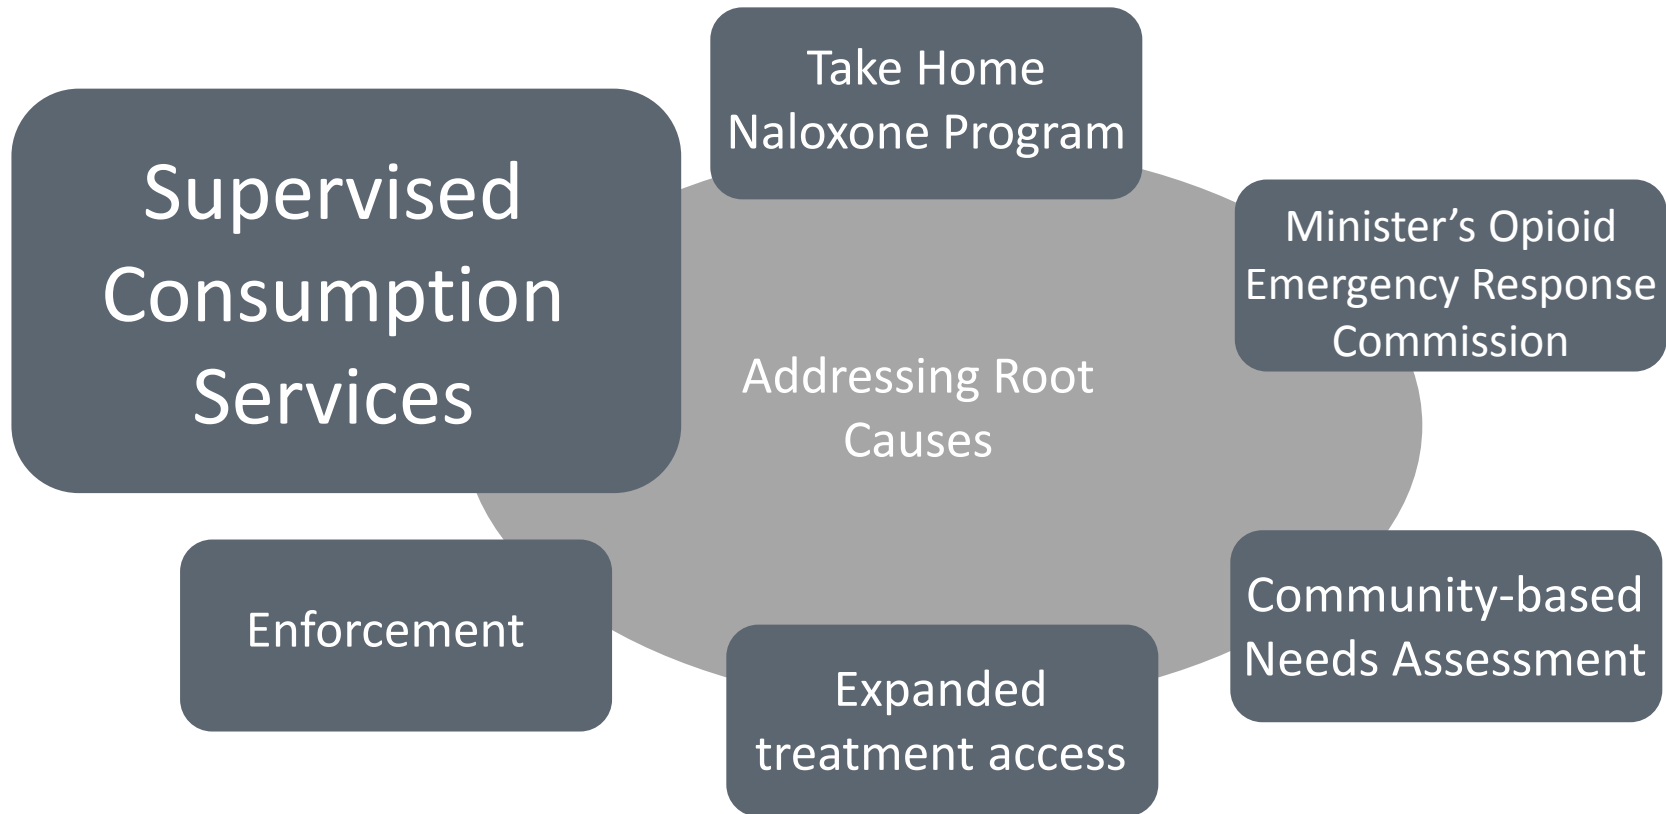 Take Home
Naloxone Program
Supervised
Consumption
Services
Minister’s Opioid
Emergency Response
Commission
Addressing Root
Causes
Enforcement
Community-based
Needs Assessment
Expanded
treatment access